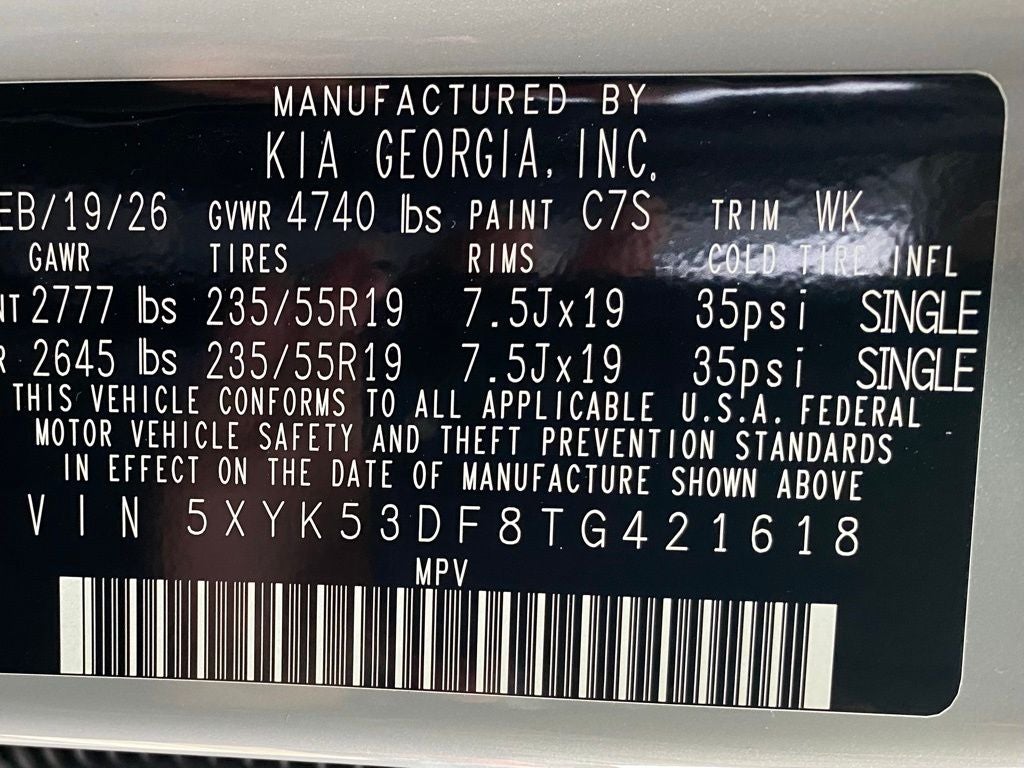 MANUFACTURED BY
KIA GEORGIA, INC.
EB/19/26 GVWR 4740 lbs PAINT C7S TRIM WK
GAWR TIRES RIMS COLD TIRE INFL
NT 2777 lbs 235/55R19 7.5Jx19 35psi SINGLE
R 2645 lbs 235/55R19 7.5Jx19 35psi SINGLE
THIS VEHICLE CONFORMS TO ALL APPLICABLE U.S.A. FEDERAL
MOTOR VEHICLE SAFETY AND THEFT PREVENTION STANDARDS
IN EFFECT ON THE DATE OF MANUFACTURE SHOWN ABOVE
VIN 5XYK53DF8TG421618
MPV